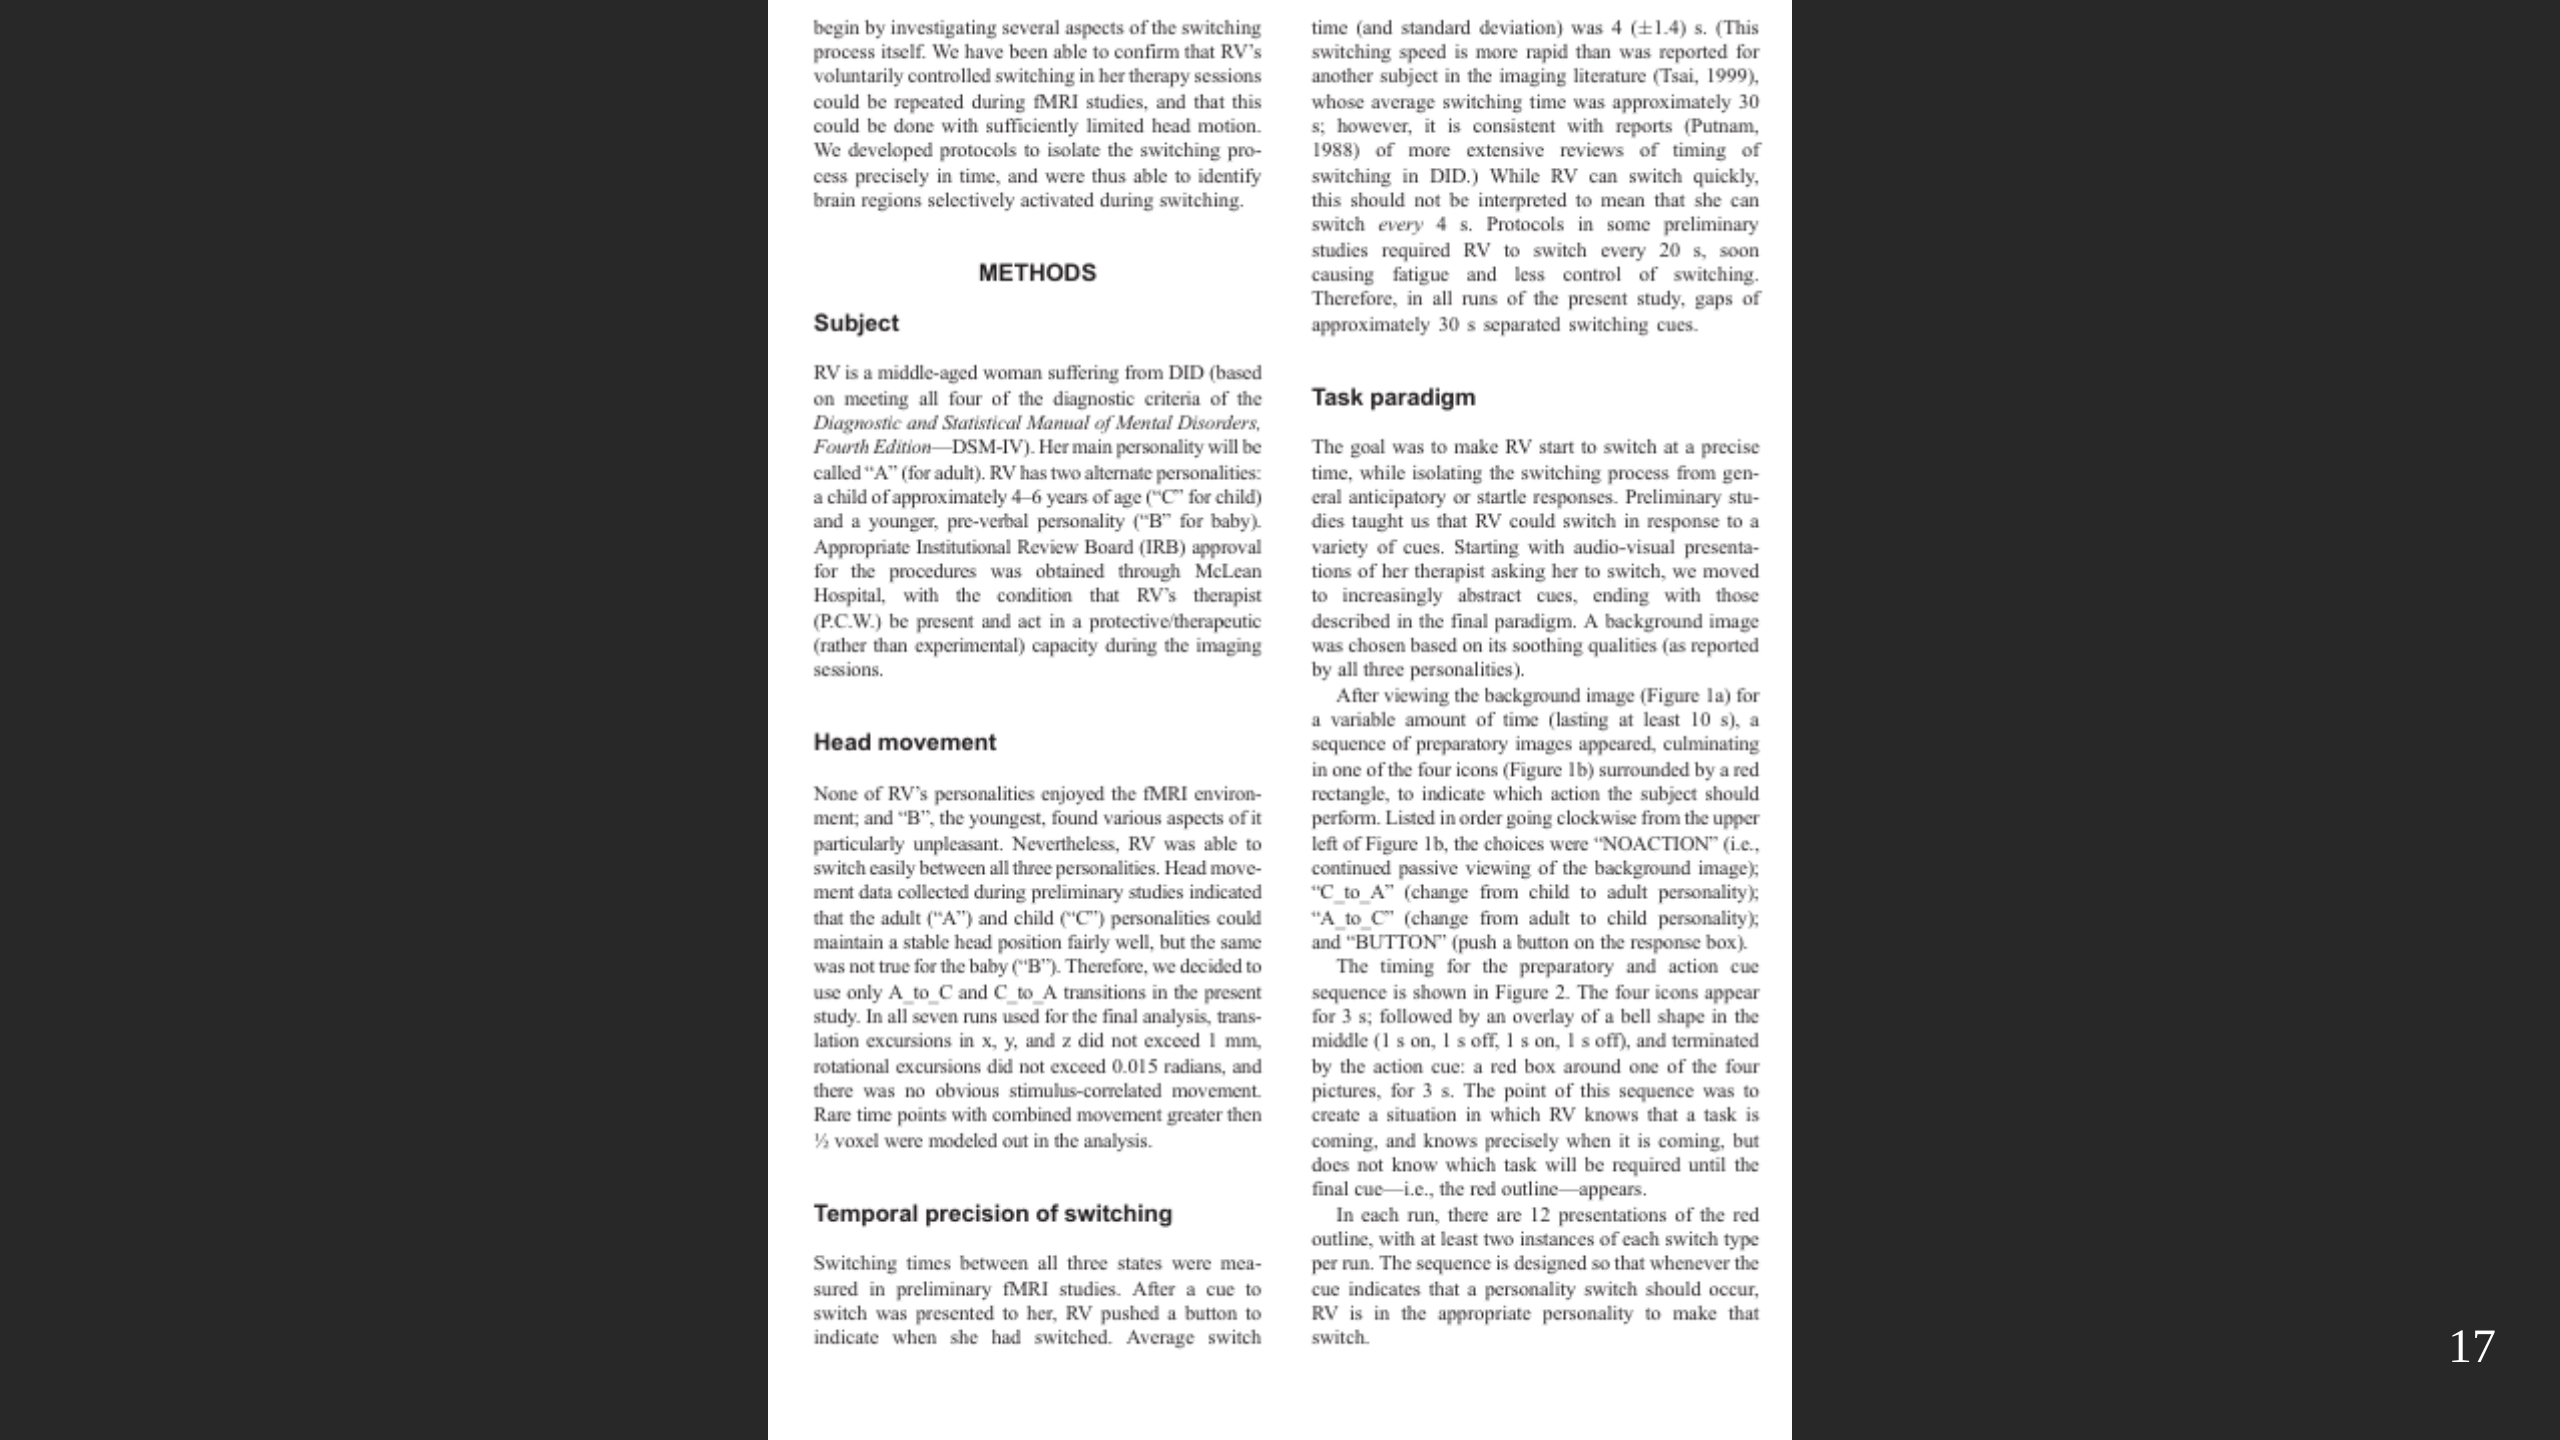 begin by investigating several aspects of the switching
process itself. We have been able to confirm that RV's
voluntarily controlled switching in her therapy sessions
could be repeated during fMRI studies, and that this
could be done with sufficiently limited head motion.
We developed protocols to isolate the switching pro-
cess precisely in time, and were thus able to identify
brain regions selectively activated during switching.
METHODS
Subject
RV is a middle-aged woman suffering from DID (based
on meeting all four of the diagnostic criteria of the
Diagnostic and Statistical Manual of Mental Disorders,
Fourth Edition—DSM-IV). Her main personality will be
called “A” (for adult). RV has two alternate personalities:
a child of approximately 4–6 years of age (“C” for child)
and a younger, pre-verbal personality (“B” for baby).
Appropriate Institutional Review Board (IRB) approval
for the procedures was obtained through McLean
Hospital, with the condition that RV's therapist
(P.C.W.) be present and act in a protective/therapeutic
(rather than experimental) capacity during the imaging
sessions.
Head movement
None of RV's personalities enjoyed the fMRI environ-
ment; and “B”, the youngest, found various aspects of it
particularly unpleasant. Nevertheless, RV was able to
switch easily between all three personalities. Head move-
ment data collected during preliminary studies indicated
that the adult (“A”) and child (“C”) personalities could
maintain a stable head position fairly well, but the same
was not true for the baby (“B”). Therefore, we decided to
use only A_to_C and C_to_A transitions in the present
study. In all seven runs used for the final analysis, trans-
lation excursions in x, y, and z did not exceed 1 mm,
rotational excursions did not exceed 0.015 radians, and
there was no obvious stimulus-correlated movement.
Rare time points with combined movement greater then
½ voxel were modeled out in the analysis.
Temporal precision of switching
Switching times between all three states were mea-
sured in preliminary fMRI studies. After a cue to
switch was presented to her, RV pushed a button to
indicate when she had switched. Average switch
time (and standard deviation) was 4 (±1.4) s. (This
switching speed is more rapid than was reported for
another subject in the imaging literature (Tsai, 1999),
whose average switching time was approximately 30
s; however, it is consistent with reports (Putnam,
1988) of more extensive reviews of timing of
switching in DID.) While RV can switch quickly,
this should not be interpreted to mean that she can
switch every 4 s. Protocols in some preliminary
studies required RV to switch every 20 s, soon
causing fatigue and less control of switching.
Therefore, in all runs of the present study, gaps of
approximately 30 s separated switching cues.
Task paradigm
The goal was to make RV start to switch at a precise
time, while isolating the switching process from gen-
eral anticipatory or startle responses. Preliminary stu-
dies taught us that RV could switch in response to a
variety of cues. Starting with audio-visual presenta-
tions of her therapist asking her to switch, we moved
to increasingly abstract cues, ending with those
described in the final paradigm. A background image
was chosen based on its soothing qualities (as reported
by all three personalities).
After viewing the background image (Figure 1a) for
a variable amount of time (lasting at least 10 s), a
sequence of preparatory images appeared, culminating
in one of the four icons (Figure 1b) surrounded by a red
rectangle, to indicate which action the subject should
perform. Listed in order going clockwise from the upper
left of Figure 1b, the choices were “NOACTION” (i.e.,
continued passive viewing of the background image);
“C_to_A” (change from child to adult personality);
“A_to_C” (change from adult to child personality);
and “BUTTON” (push a button on the response box).
The timing for the preparatory and action cue
sequence is shown in Figure 2. The four icons appear
for 3 s; followed by an overlay of a bell shape in the
middle (1 s on, 1 s off, 1 s on, 1 s off), and terminated
by the action cue: a red box around one of the four
pictures, for 3 s. The point of this sequence was to
create a situation in which RV knows that a task is
coming, and knows precisely when it is coming, but
does not know which task will be required until the
final cue—i.e., the red outline—appears.
In each run, there are 12 presentations of the red
outline, with at least two instances of each switch type
per run. The sequence is designed so that whenever the
cue indicates that a personality switch should occur,
RV is in the appropriate personality to make that
switch.
17